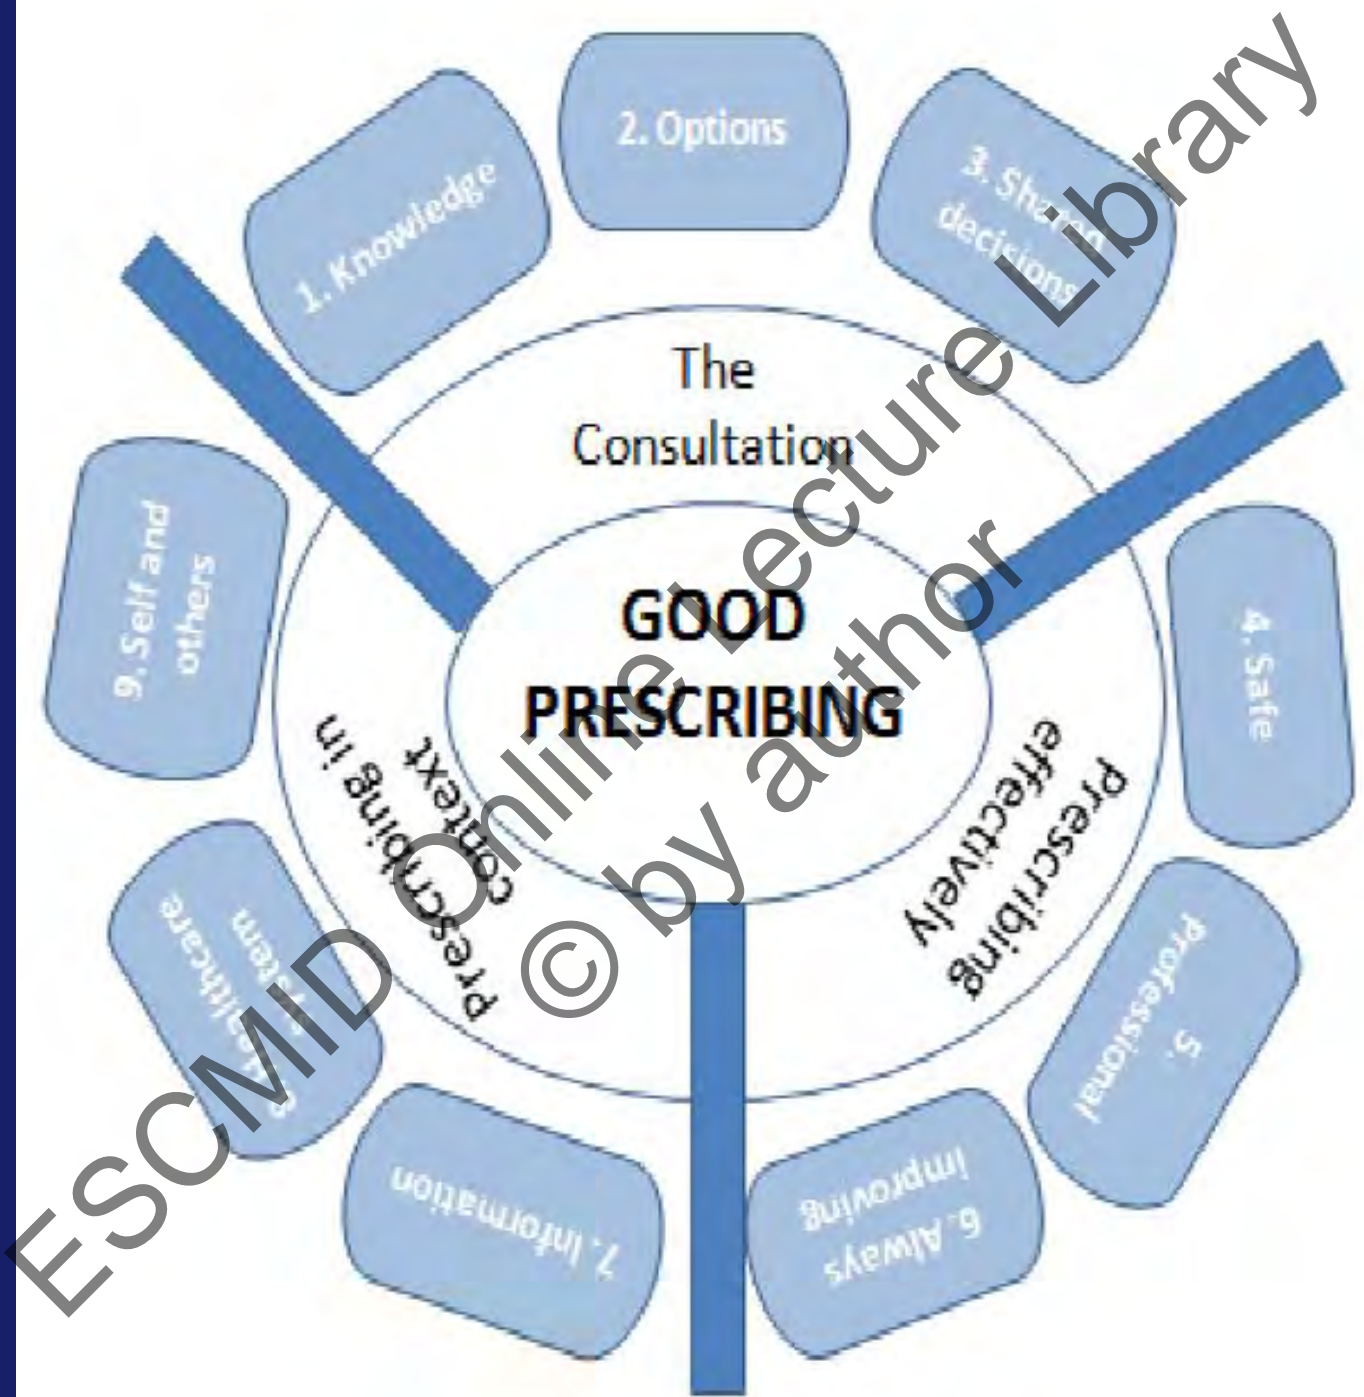 1. Knowledge
2. Options
3. Shared
decisions
4. Safe
5.
Professional
6. Always
improving
7. Information
8. Healthcare
system
9. Self and
others
The
Consultation
Prescribing
effectively
Prescribing in
context
GOOD
PRESCRIBING
ESCMID Online Lecture Library
© by author